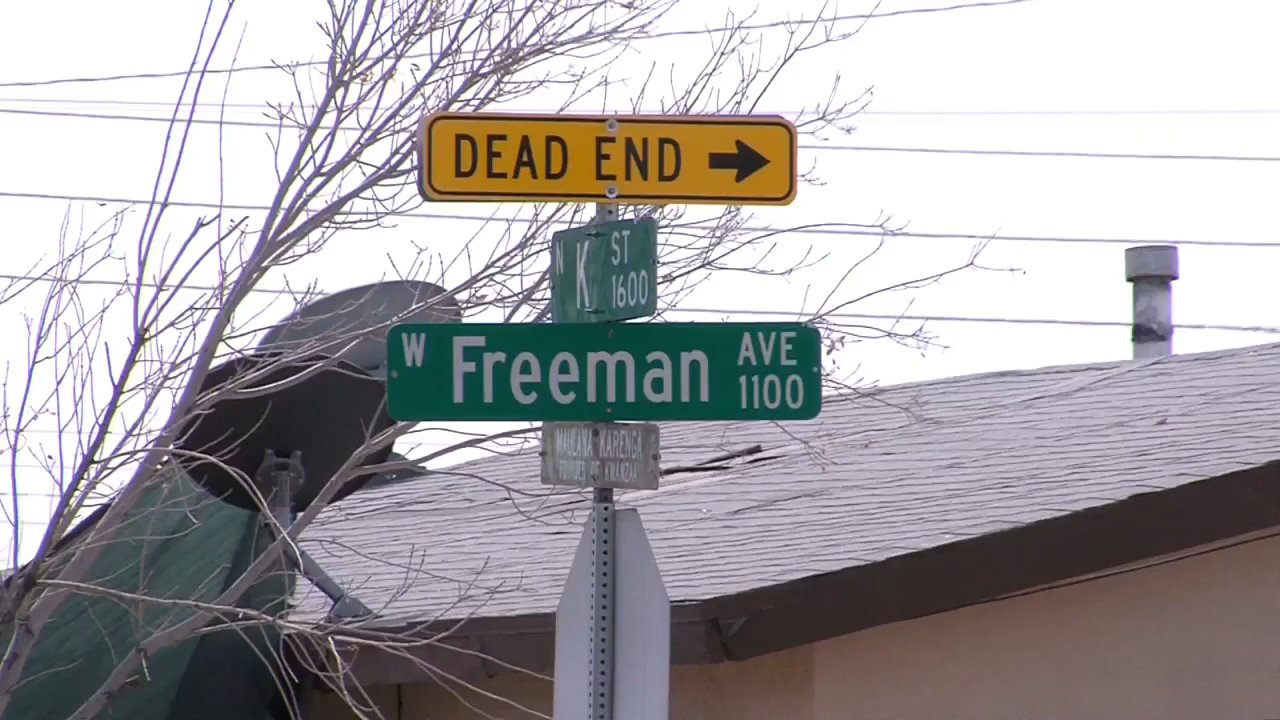 DEAD END
N K ST 1600
W Freeman AVE 1100
MAULANA KARENGA
FOUNDER OF KWANZAA